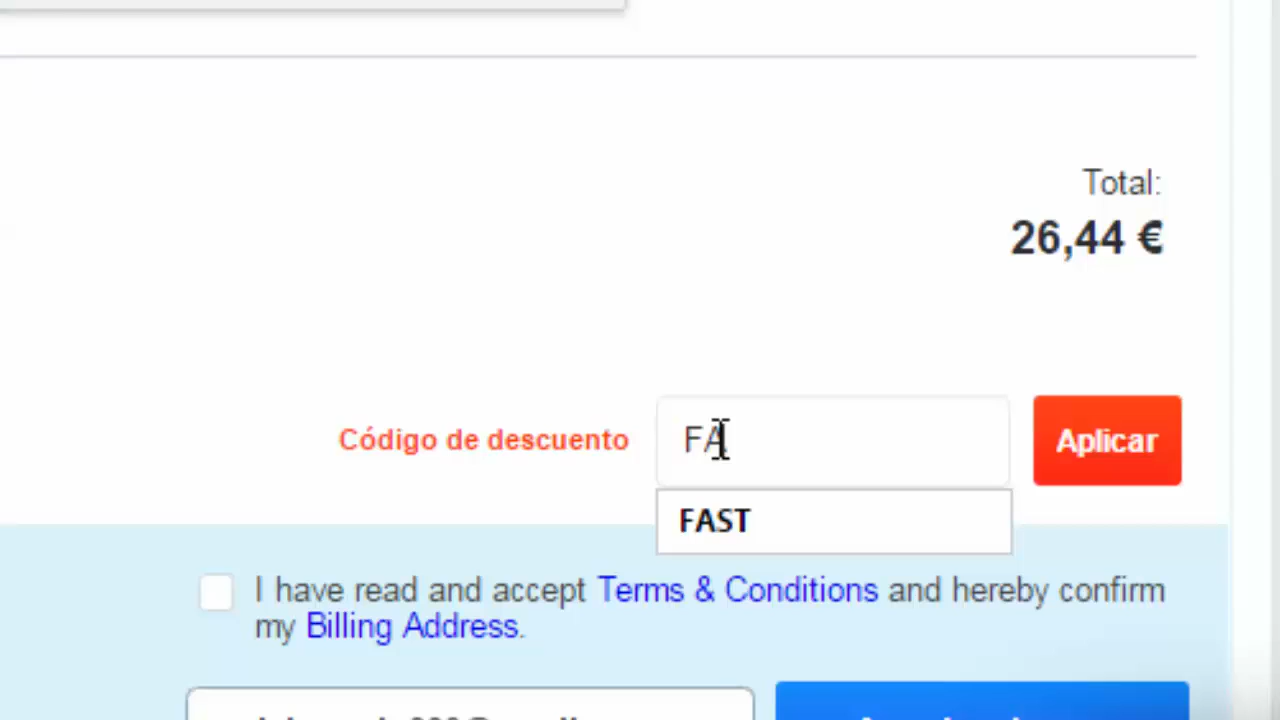 Total:
26,44 €
Código de descuento
FA
Aplicar
FAST
I have read and accept Terms & Conditions and hereby confirm
my Billing Address.